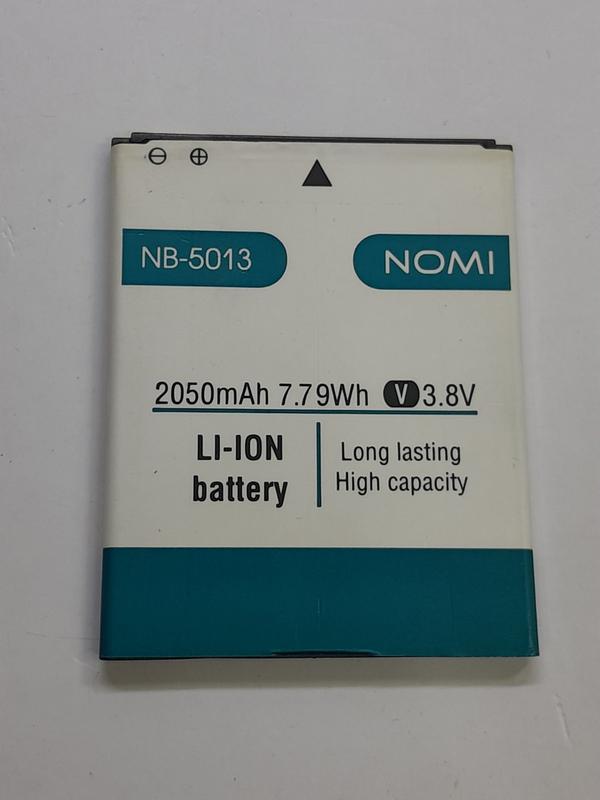 ⊖ ⊕
NB-5013
NOMI
2050mAh 7.79Wh V 3.8V
LI-ION
battery
Long lasting
High capacity